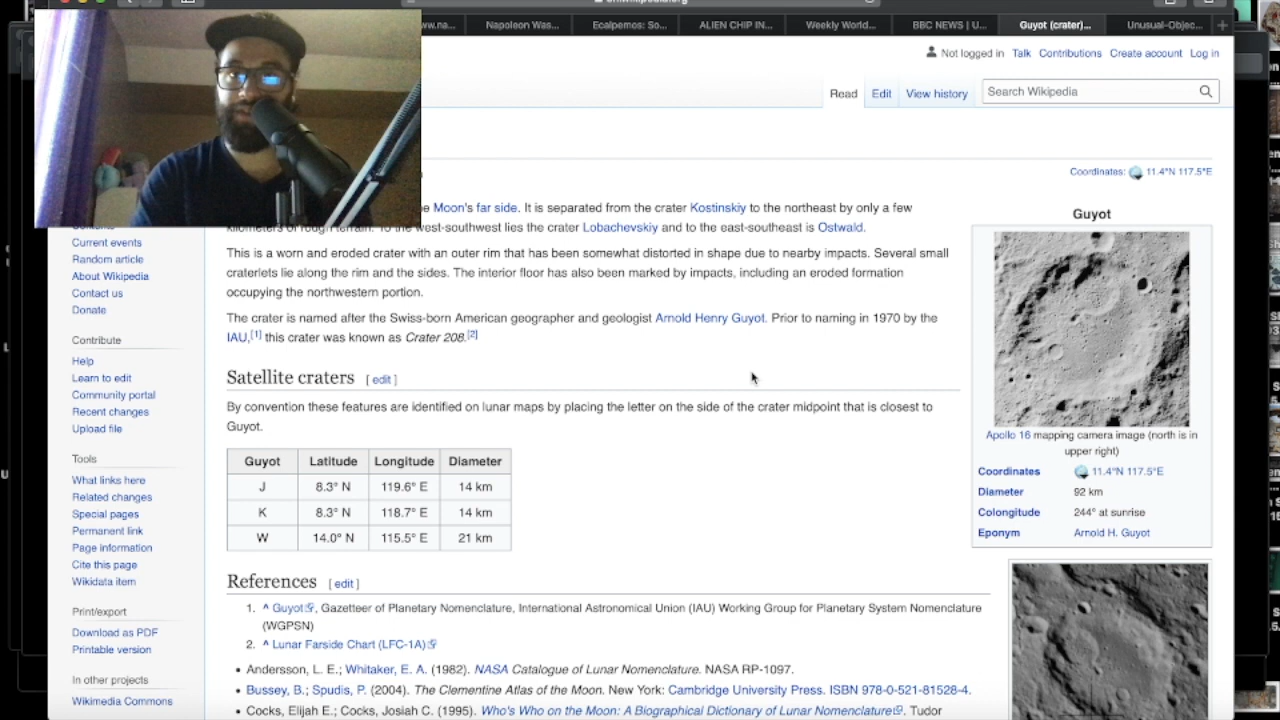 en.wikipedia.org
Napoleon Was...
Ecalpemos: So...
ALIEN CHIP IN...
Weekly World...
BBC NEWS | U...
Guyot (crater)...
Unusual-Objec...
Not logged in Talk Contributions Create account Log in
Read Edit View history
Search Wikipedia
Coordinates: 11.4°N 117.5°E
Moon's far side. It is separated from the crater Kostinskiy to the northeast by only a few
kilometers of rough terrain. To the west-southwest lies the crater Lobachevskiy and to the east-southeast is Ostwald.
This is a worn and eroded crater with an outer rim that has been somewhat distorted in shape due to nearby impacts. Several small
craterlets lie along the rim and the sides. The interior floor has also been marked by impacts, including an eroded formation
occupying the northwestern portion.
The crater is named after the Swiss-born American geographer and geologist Arnold Henry Guyot. Prior to naming in 1970 by the
IAU,[1] this crater was known as Crater 208.[2]
Satellite craters [ edit ]
By convention these features are identified on lunar maps by placing the letter on the side of the crater midpoint that is closest to
Guyot.
Guyot Latitude Longitude Diameter
J 8.3° N 119.6° E 14 km
K 8.3° N 118.7° E 14 km
W 14.0° N 115.5° E 21 km
References [ edit ]
1. ^ Guyot, Gazetteer of Planetary Nomenclature, International Astronomical Union (IAU) Working Group for Planetary System Nomenclature
(WGPSN)
2. ^ Lunar Farside Chart (LFC-1A)
• Andersson, L. E.; Whitaker, E. A. (1982). NASA Catalogue of Lunar Nomenclature. NASA RP-1097.
• Bussey, B.; Spudis, P. (2004). The Clementine Atlas of the Moon. New York: Cambridge University Press. ISBN 978-0-521-81528-4.
• Cocks, Elijah E.; Cocks, Josiah C. (1995). Who's Who on the Moon: A Biographical Dictionary of Lunar Nomenclature. Tudor
Guyot
Apollo 16 mapping camera image (north is in
upper right)
Coordinates 11.4°N 117.5°E
Diameter 92 km
Colongitude 244° at sunrise
Eponym Arnold H. Guyot
Current events
Random article
About Wikipedia
Contact us
Donate
Contribute
Help
Learn to edit
Community portal
Recent changes
Upload file
Tools
What links here
Related changes
Special pages
Permanent link
Page information
Cite this page
Wikidata item
Print/export
Download as PDF
Printable version
In other projects
Wikimedia Commons